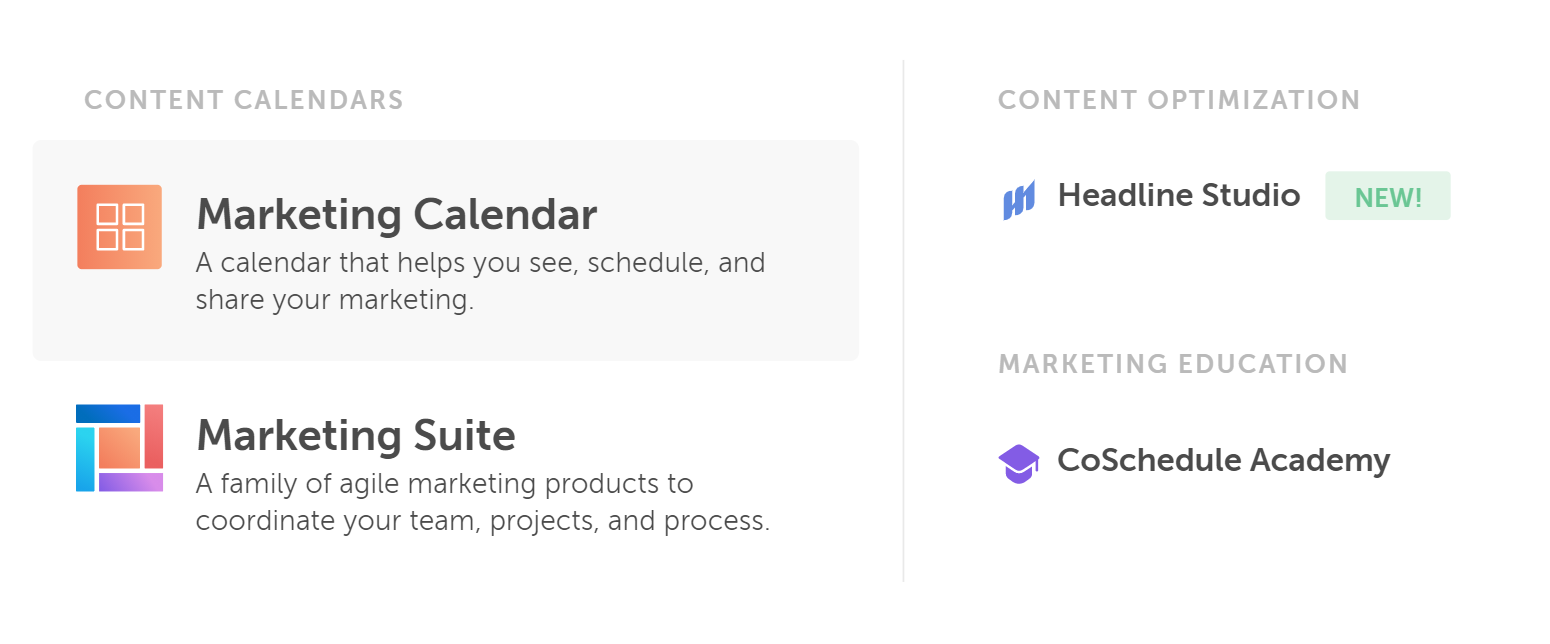 CONTENT CALENDARS
Marketing Calendar
A calendar that helps you see, schedule, and
share your marketing.
Marketing Suite
A family of agile marketing products to
coordinate your team, projects, and process.
CONTENT OPTIMIZATION
Headline Studio NEW!
MARKETING EDUCATION
CoSchedule Academy